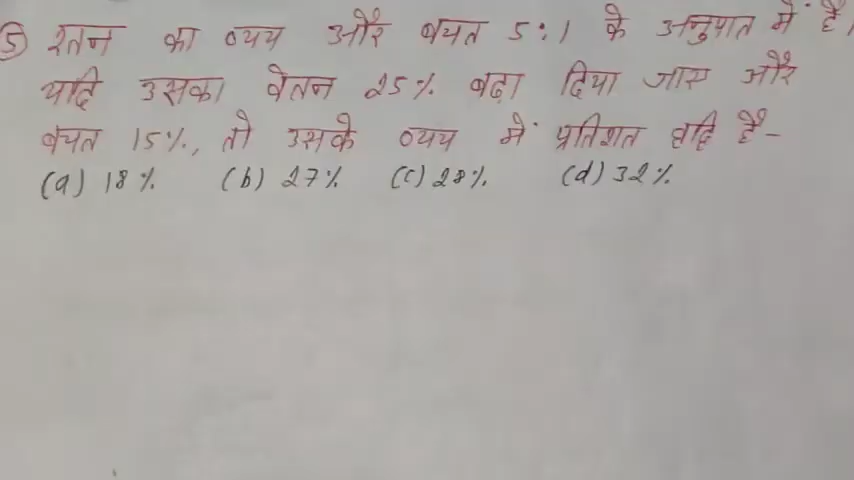 5 रतन का व्यय और बचत 5:1 के अनुपात में है।
यदि उसका वेतन 25% बढ़ा दिया जाए और
बचत 15%, तो उसके व्यय में प्रतिशत वृद्दि है-
(a) 18% (b) 27% (c) 28% (d) 32%